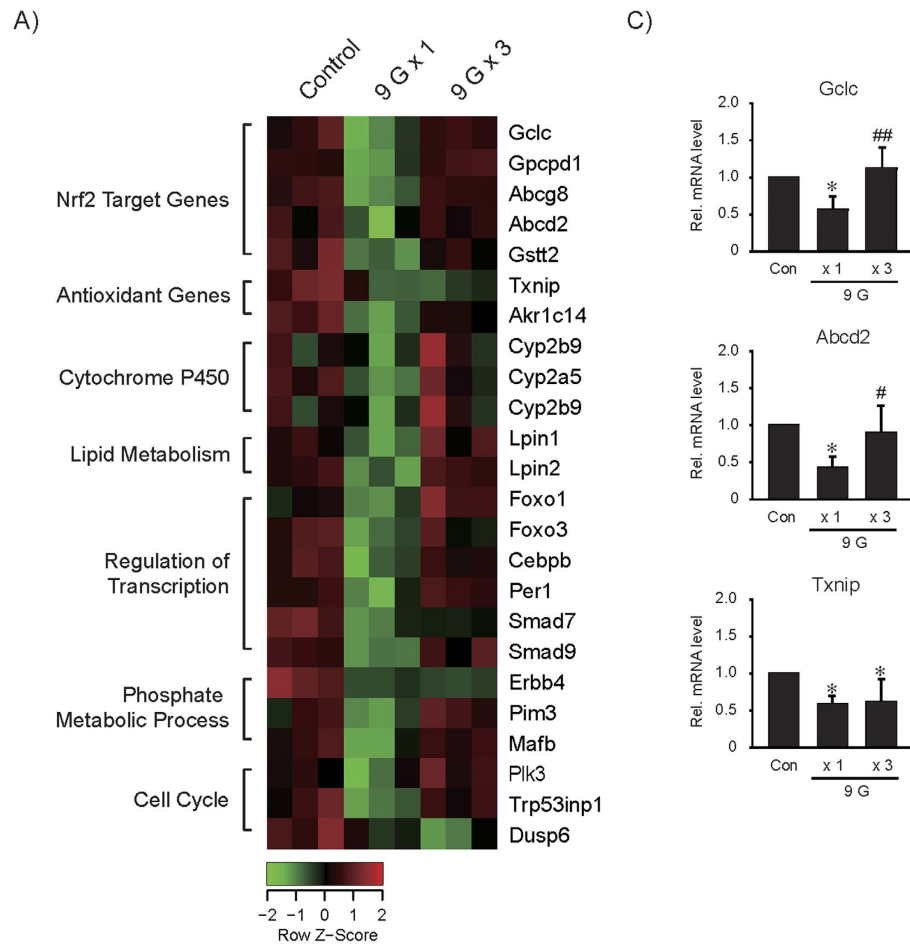 A)
Control
9 G x 1
9 G x 3
Nrf2 Target Genes
Antioxidant Genes
Cytochrome P450
Lipid Metabolism
Regulation of
Transcription
Phosphate
Metabolic Process
Cell Cycle
Gclc
Gpcpd1
Abcg8
Abcd2
Gstt2
Txnip
Akr1c14
Cyp2b9
Cyp2a5
Cyp2b9
Lpin1
Lpin2
Foxo1
Foxo3
Cebpb
Per1
Smad7
Smad9
Erbb4
Pim3
Mafb
Plk3
Trp53inp1
Dusp6
−2 −1 0 1 2
Row Z−Score
C)
Gclc
Rel. mRNA level
2.0
1.5
1.0
0.5
0
*
##
Con x 1 x 3
9 G
Abcd2
Rel. mRNA level
2.0
1.5
1.0
0.5
0
*
#
Con x 1 x 3
9 G
Txnip
Rel. mRNA level
2.0
1.5
1.0
0.5
0
*
*
Con x 1 x 3
9 G